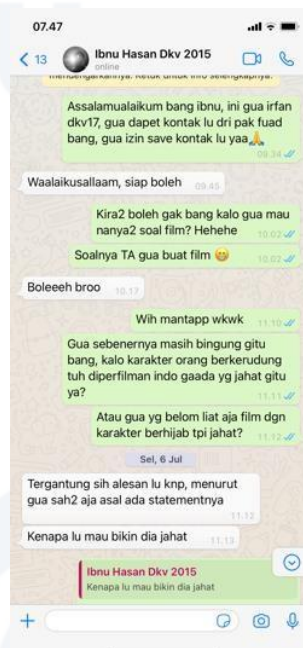 07.47
13
Ibnu Hasan Dkv 2015
online
mendengarkannya. Ketuk untuk info selengkapnya.
Assalamualaikum bang ibnu, ini gua irfan
dkv17, gua dapet kontak lu dri pak fuad
bang, gua izin save kontak lu yaa🙏
09.34
Waalaikusallaam, siap boleh
09.45
Kira2 boleh gak bang kalo gua mau
nanya2 soal film? Hehehe
10.02
Soalnya TA gua buat film 😁
10.02
Boleeeh broo
10.17
Wih mantapp wkwk
11.10
Gua sebenernya masih bingung gitu
bang, kalo karakter orang berkerudung
tuh diperfilman indo gaada yg jahat gitu
ya?
11.11
Atau gua yg belom liat aja film dgn
karakter berhijab tpi jahat?
11.12
Sel, 6 Jul
Tergantung sih alesan lu knp, menurut
gua sah2 aja asal ada statementnya
11.12
Kenapa lu mau bikin dia jahat
11.13
Ibnu Hasan Dkv 2015
Kenapa lu mau bikin dia jahat